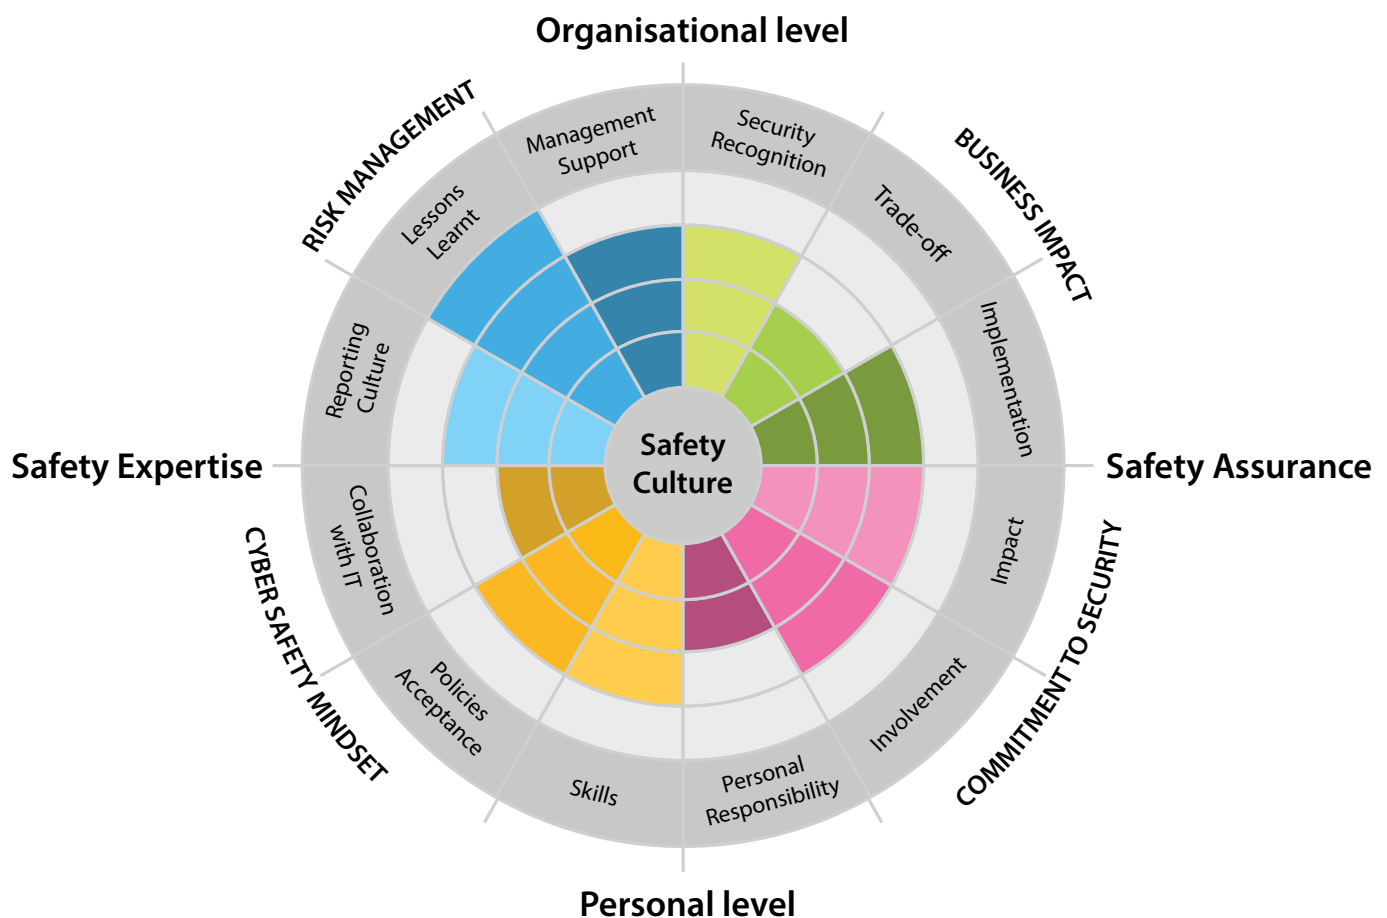 Organisational level
RISK MANAGEMENT
BUSINESS IMPACT
Management
Support
Security
Recognition
Lessons
Learnt
Trade-off
Reporting
Culture
Implementation
Safety Expertise
Safety
Culture
Safety Assurance
Collaboration
with IT
Impact
CYBER SAFETY MINDSET
COMMITMENT TO SECURITY
Policies
Acceptance
Involvement
Skills
Personal
Responsibility
Personal level